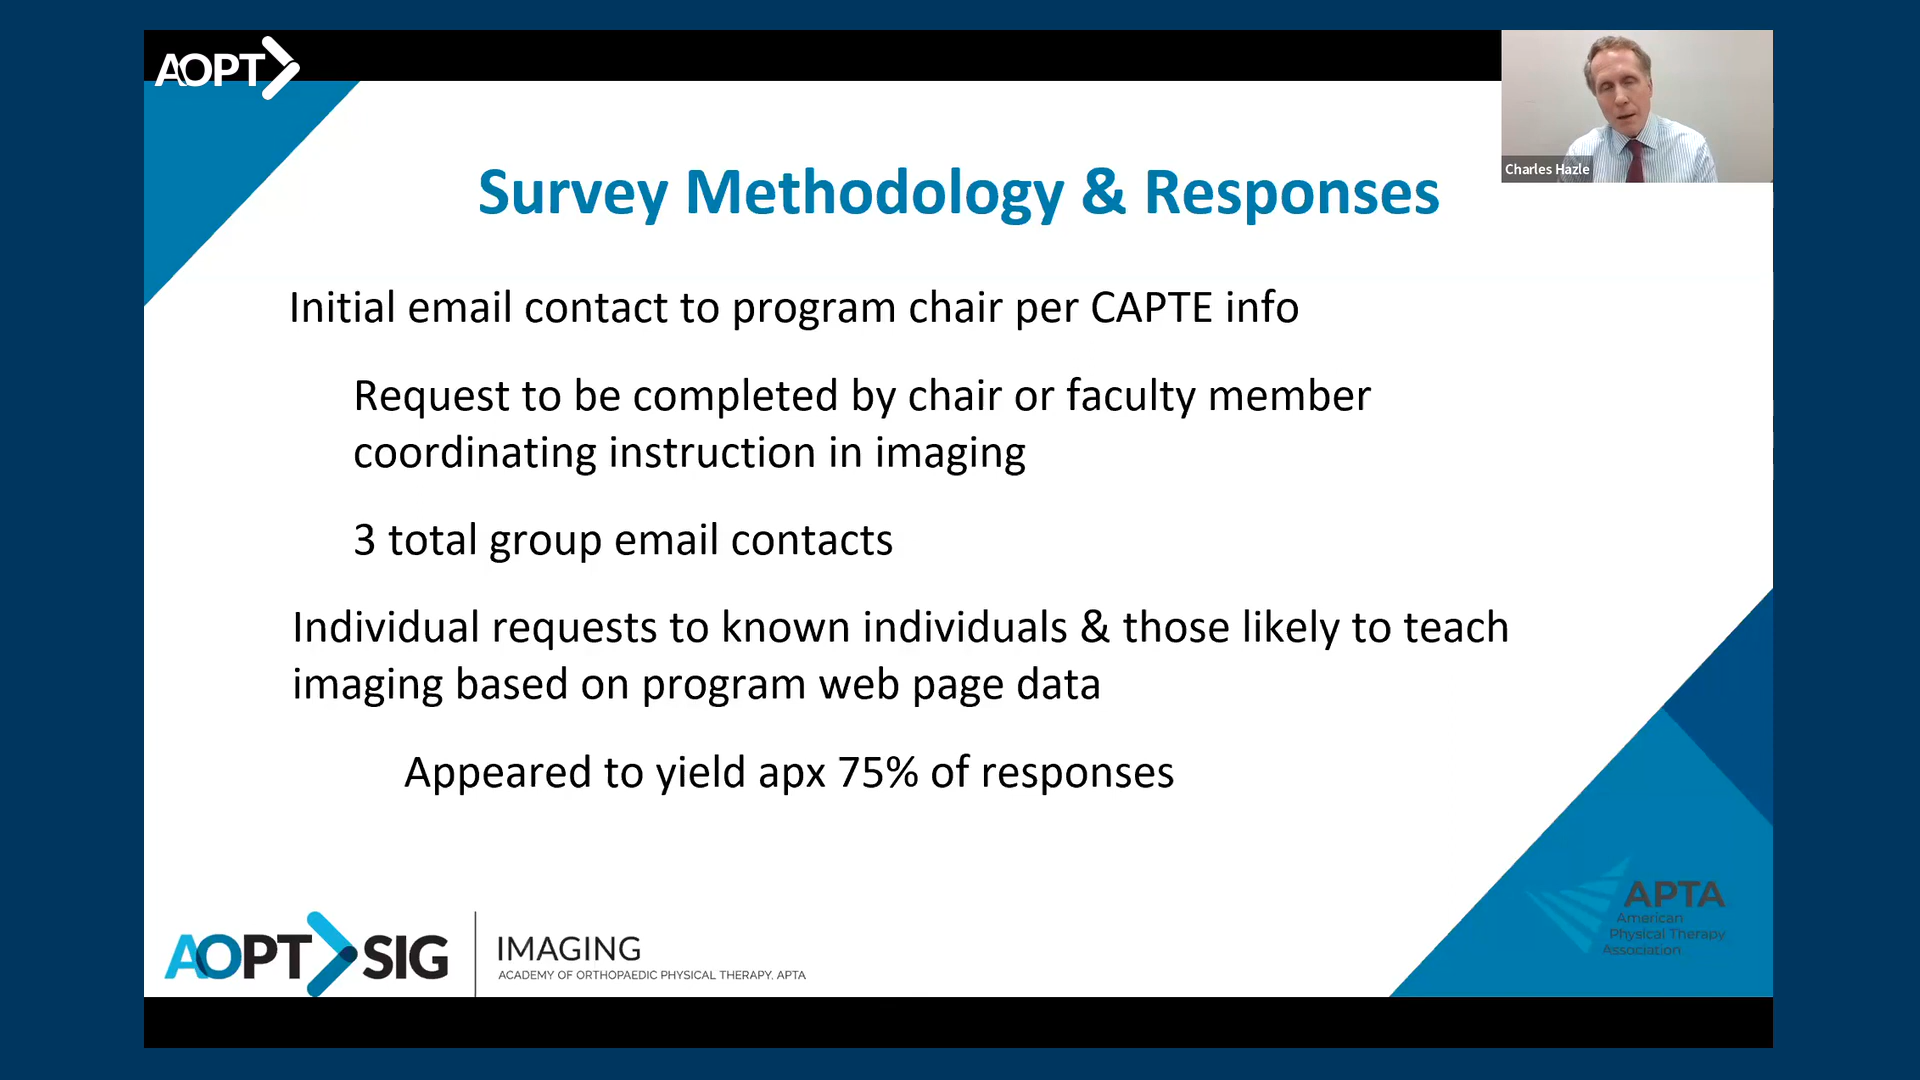 AOPT
Charles Hazle
Survey Methodology & Responses
Initial email contact to program chair per CAPTE info
Request to be completed by chair or faculty member
coordinating instruction in imaging
3 total group email contacts
Individual requests to known individuals & those likely to teach
imaging based on program web page data
Appeared to yield apx 75% of responses
AOPT SIG
IMAGING
ACADEMY OF ORTHOPAEDIC PHYSICAL THERAPY, APTA
APTA
American
Physical Therapy
Association